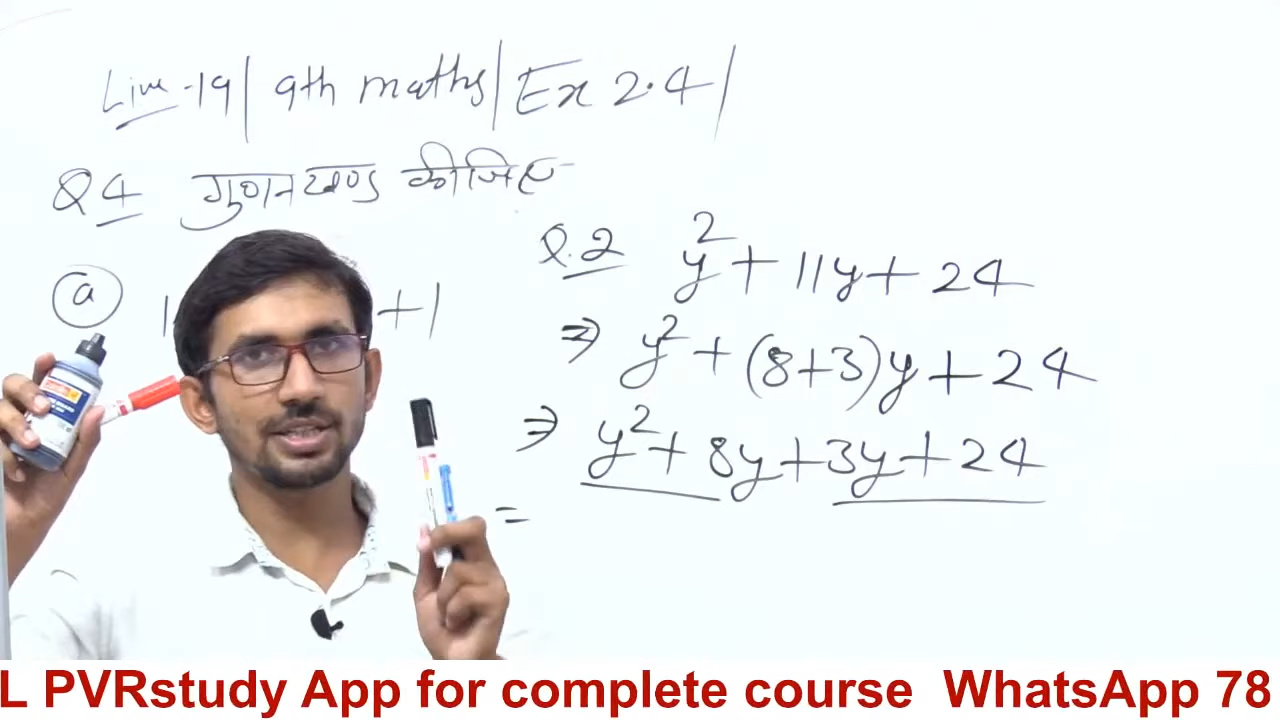 Live-19 | 9th maths | Ex 2.4 |
Q4 गुणनखण्ड कीजिए
(a) +1
Q.2 y² + 11y + 24
⇒ y² + (8+3)y + 24
⇒ y² + 8y + 3y + 24
=
L PVRstudy App for complete course WhatsApp 78